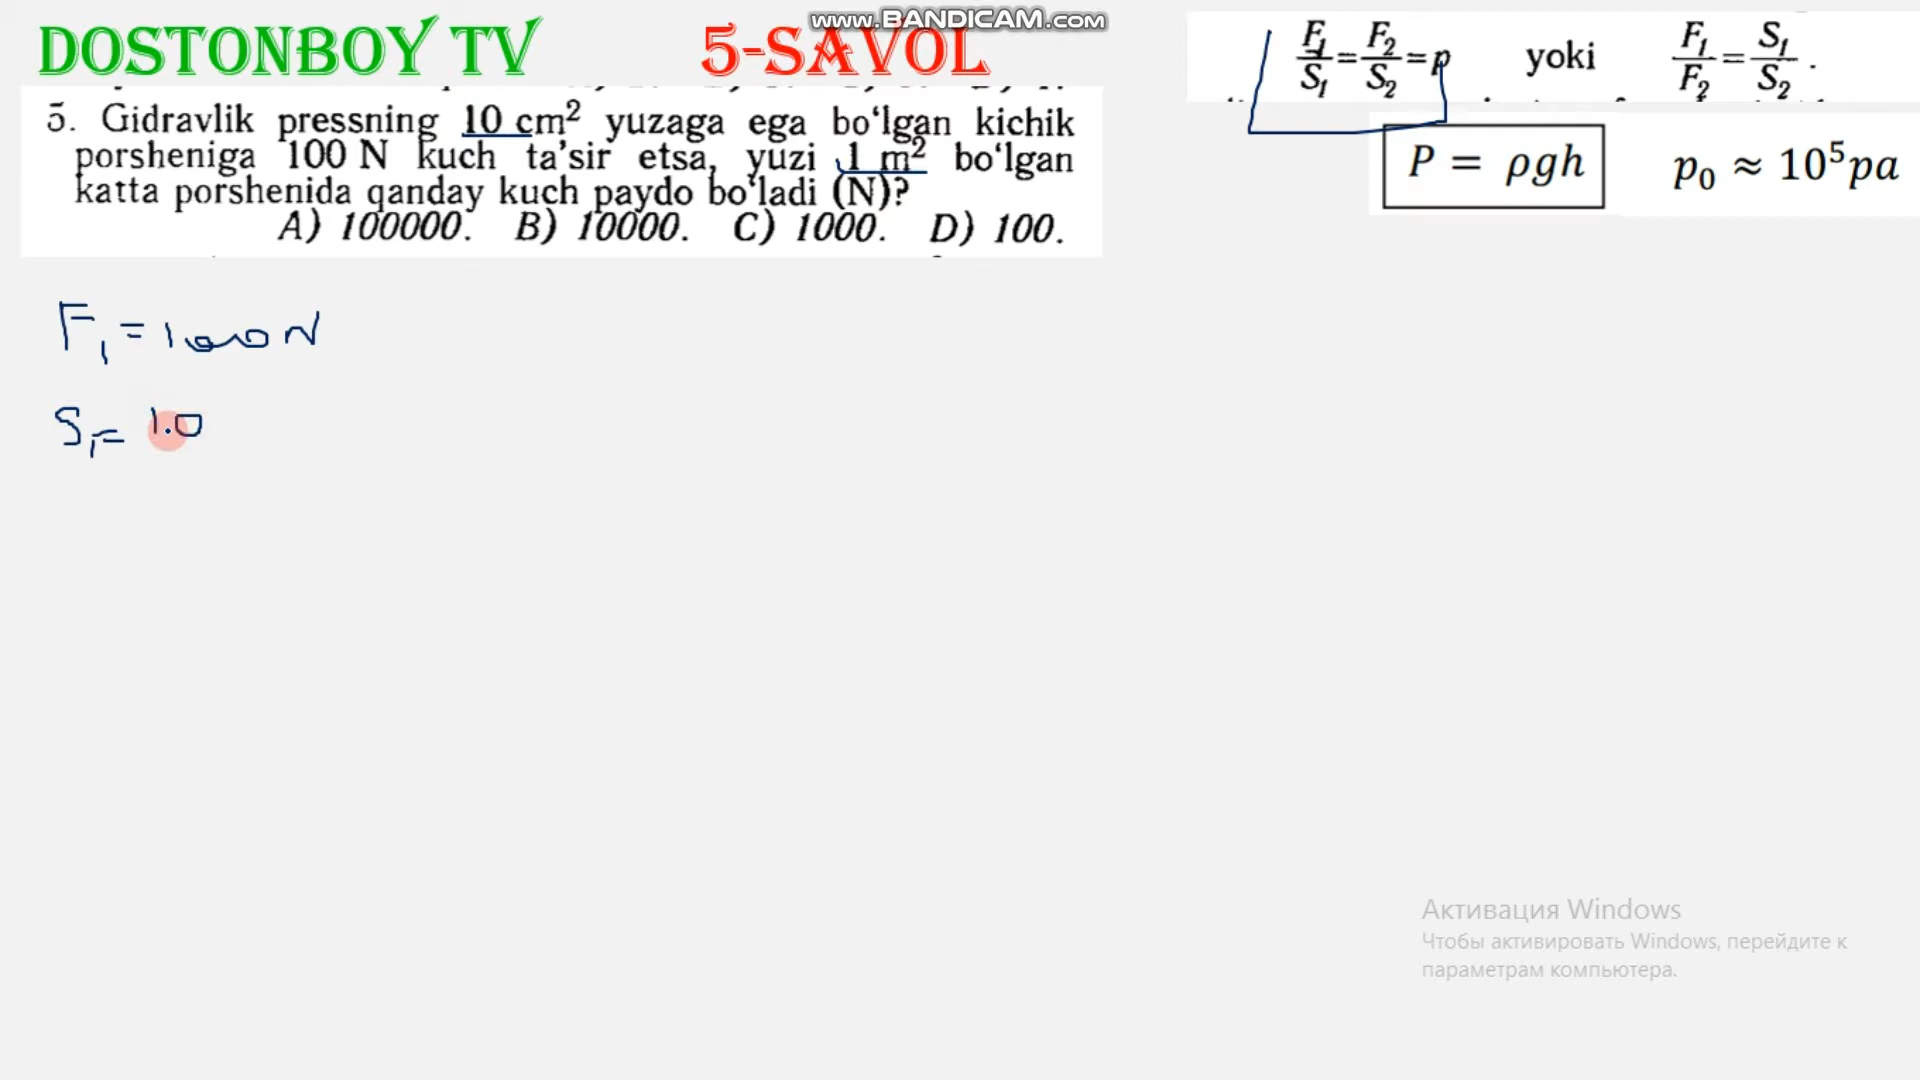 www.BANDICAM.com
DOSTONBOY TV 5-SAVOL
5. Gidravlik pressning 10 cm² yuzaga ega bo‘lgan kichik
porsheniga 100 N kuch ta’sir etsa, yuzi 1 m² bo‘lgan
katta porshenida qanday kuch paydo bo‘ladi (N)?
A) 100000. B) 10000. C) 1000. D) 100.
F₁/S₁ = F₂/S₂ = p yoki F₁/F₂ = S₁/S₂ .
P = ρgh p₀ ≈ 10⁵pa
F₁ = 100 N
S₁ = 1.0
Активация Windows
Чтобы активировать Windows, перейдите к
параметрам компьютера.